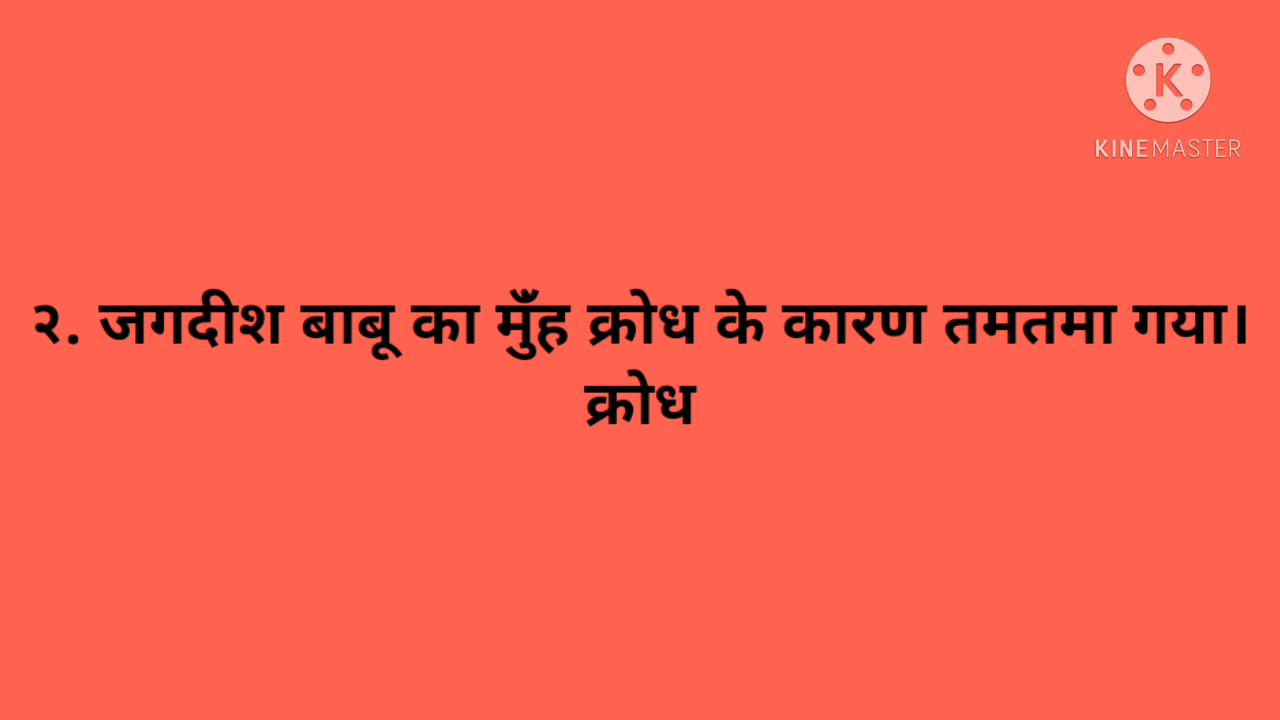 KINEMASTER
२. जगदीश बाबू का मुँह क्रोध के कारण तमतमा गया।
क्रोध